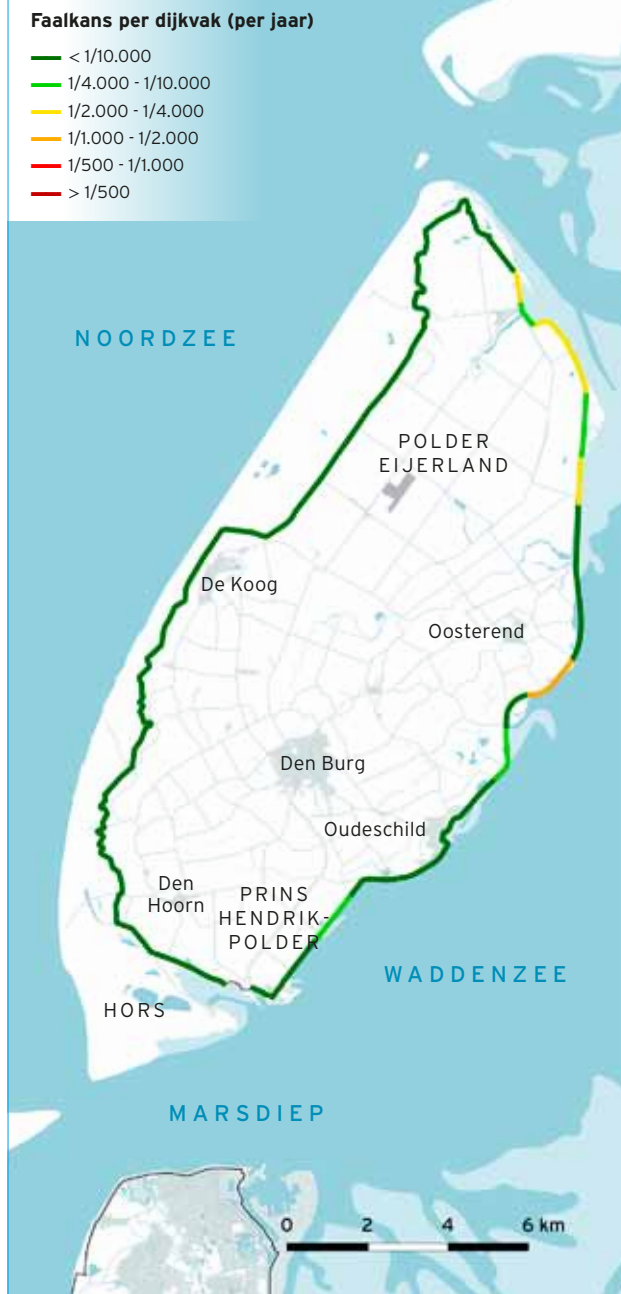 Faalkans per dijkvak (per jaar)
< 1/10.000
1/4.000 - 1/10.000
1/2.000 - 1/4.000
1/1.000 - 1/2.000
1/500 - 1/1.000
> 1/500
NOORDZEE
POLDER
EIJERLAND
De Koog
Oosterend
Den Burg
Oudeschild
Den
Hoorn
PRINS
HENDRIK-
POLDER
WADDENZEE
HORS
MARSDIEP
0 2 4 6 km